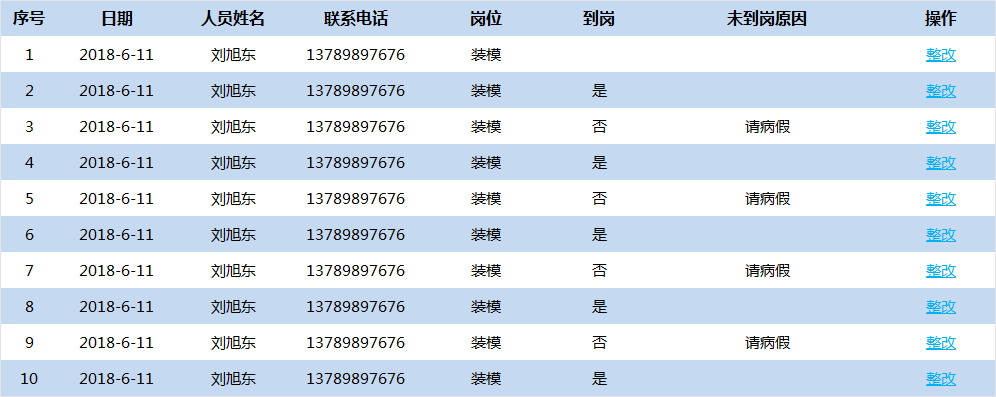 序号 日期 人员姓名 联系电话 岗位 到岗 未到岗原因 操作
1 2018-6-11 刘旭东 13789897676 装模 整改
2 2018-6-11 刘旭东 13789897676 装模 是 整改
3 2018-6-11 刘旭东 13789897676 装模 否 请病假 整改
4 2018-6-11 刘旭东 13789897676 装模 是 整改
5 2018-6-11 刘旭东 13789897676 装模 否 请病假 整改
6 2018-6-11 刘旭东 13789897676 装模 是 整改
7 2018-6-11 刘旭东 13789897676 装模 否 请病假 整改
8 2018-6-11 刘旭东 13789897676 装模 是 整改
9 2018-6-11 刘旭东 13789897676 装模 否 请病假 整改
10 2018-6-11 刘旭东 13789897676 装模 是 整改